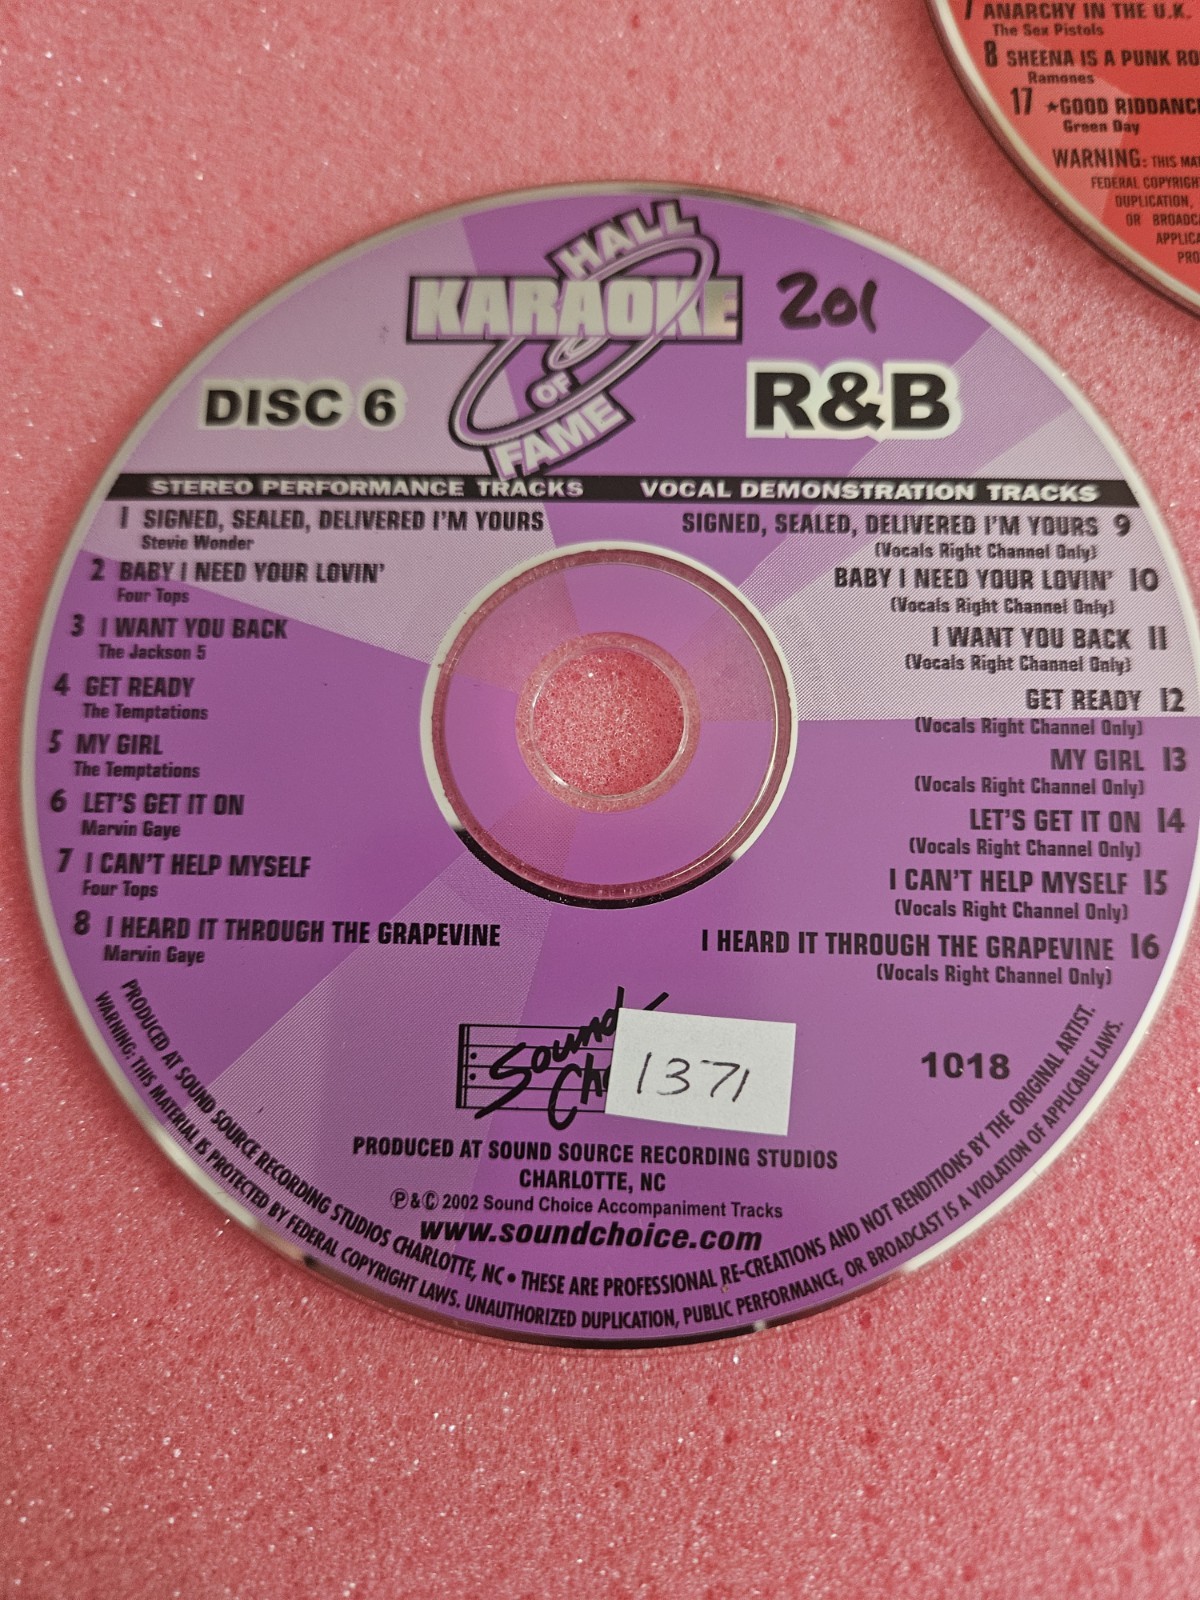 7 ANARCHY IN THE U.K.
The Sex Pistols
8 SHEENA IS A PUNK RO
Ramones
17 ★GOOD RIDDANCE
Green Day
WARNING: THIS MAT
FEDERAL COPYRIGHT
DUPLICATION,
OR BROADCA
APPLICA
PRO
HALL
KARAOKE
OF
FAME
201
DISC 6
R&B
STEREO PERFORMANCE TRACKS
VOCAL DEMONSTRATION TRACKS
1 SIGNED, SEALED, DELIVERED I'M YOURS
Stevie Wonder
2 BABY I NEED YOUR LOVIN'
Four Tops
3 I WANT YOU BACK
The Jackson 5
4 GET READY
The Temptations
5 MY GIRL
The Temptations
6 LET'S GET IT ON
Marvin Gaye
7 I CAN'T HELP MYSELF
Four Tops
8 I HEARD IT THROUGH THE GRAPEVINE
Marvin Gaye
SIGNED, SEALED, DELIVERED I'M YOURS 9
(Vocals Right Channel Only)
BABY I NEED YOUR LOVIN' 10
(Vocals Right Channel Only)
I WANT YOU BACK 11
(Vocals Right Channel Only)
GET READY 12
(Vocals Right Channel Only)
MY GIRL 13
(Vocals Right Channel Only)
LET'S GET IT ON 14
(Vocals Right Channel Only)
I CAN'T HELP MYSELF 15
(Vocals Right Channel Only)
I HEARD IT THROUGH THE GRAPEVINE 16
(Vocals Right Channel Only)
Sound
Cho
1371
1018
PRODUCED AT SOUND SOURCE RECORDING STUDIOS
CHARLOTTE, NC
℗&© 2002 Sound Choice Accompaniment Tracks
www.soundchoice.com
PRODUCED AT SOUND SOURCE RECORDING STUDIOS CHARLOTTE, NC • THESE ARE PROFESSIONAL RE-CREATIONS AND NOT RENDITIONS BY THE ORIGINAL ARTIST.
WARNING: THIS MATERIAL IS PROTECTED BY FEDERAL COPYRIGHT LAWS. UNAUTHORIZED DUPLICATION, PUBLIC PERFORMANCE, OR BROADCAST IS A VIOLATION OF APPLICABLE LAWS.